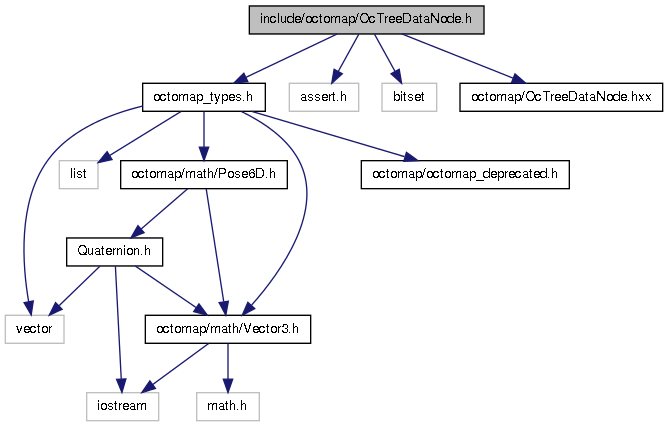 include/octomap/OcTreeDataNode.h
octomap_types.h
assert.h
bitset
octomap/OcTreeDataNode.hxx
list
octomap/math/Pose6D.h
octomap/octomap_deprecated.h
Quaternion.h
vector
octomap/math/Vector3.h
iostream
math.h